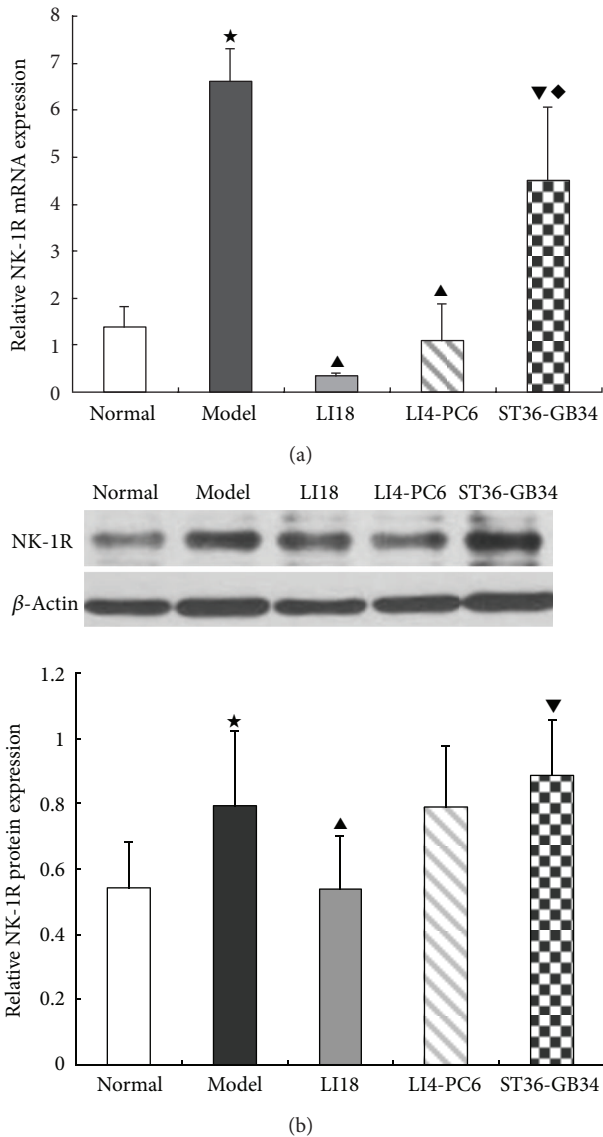 8
7
6
5
4
3
2
1
0
Relative NK-1R mRNA expression
Normal Model LI18 LI4-PC6 ST36-GB34
(a)
Normal Model LI18 LI4-PC6 ST36-GB34
NK-1R
β-Actin
1.2
1
0.8
0.6
0.4
0.2
0
Relative NK-1R protein expression
Normal Model LI18 LI4-PC6 ST36-GB34
(b)